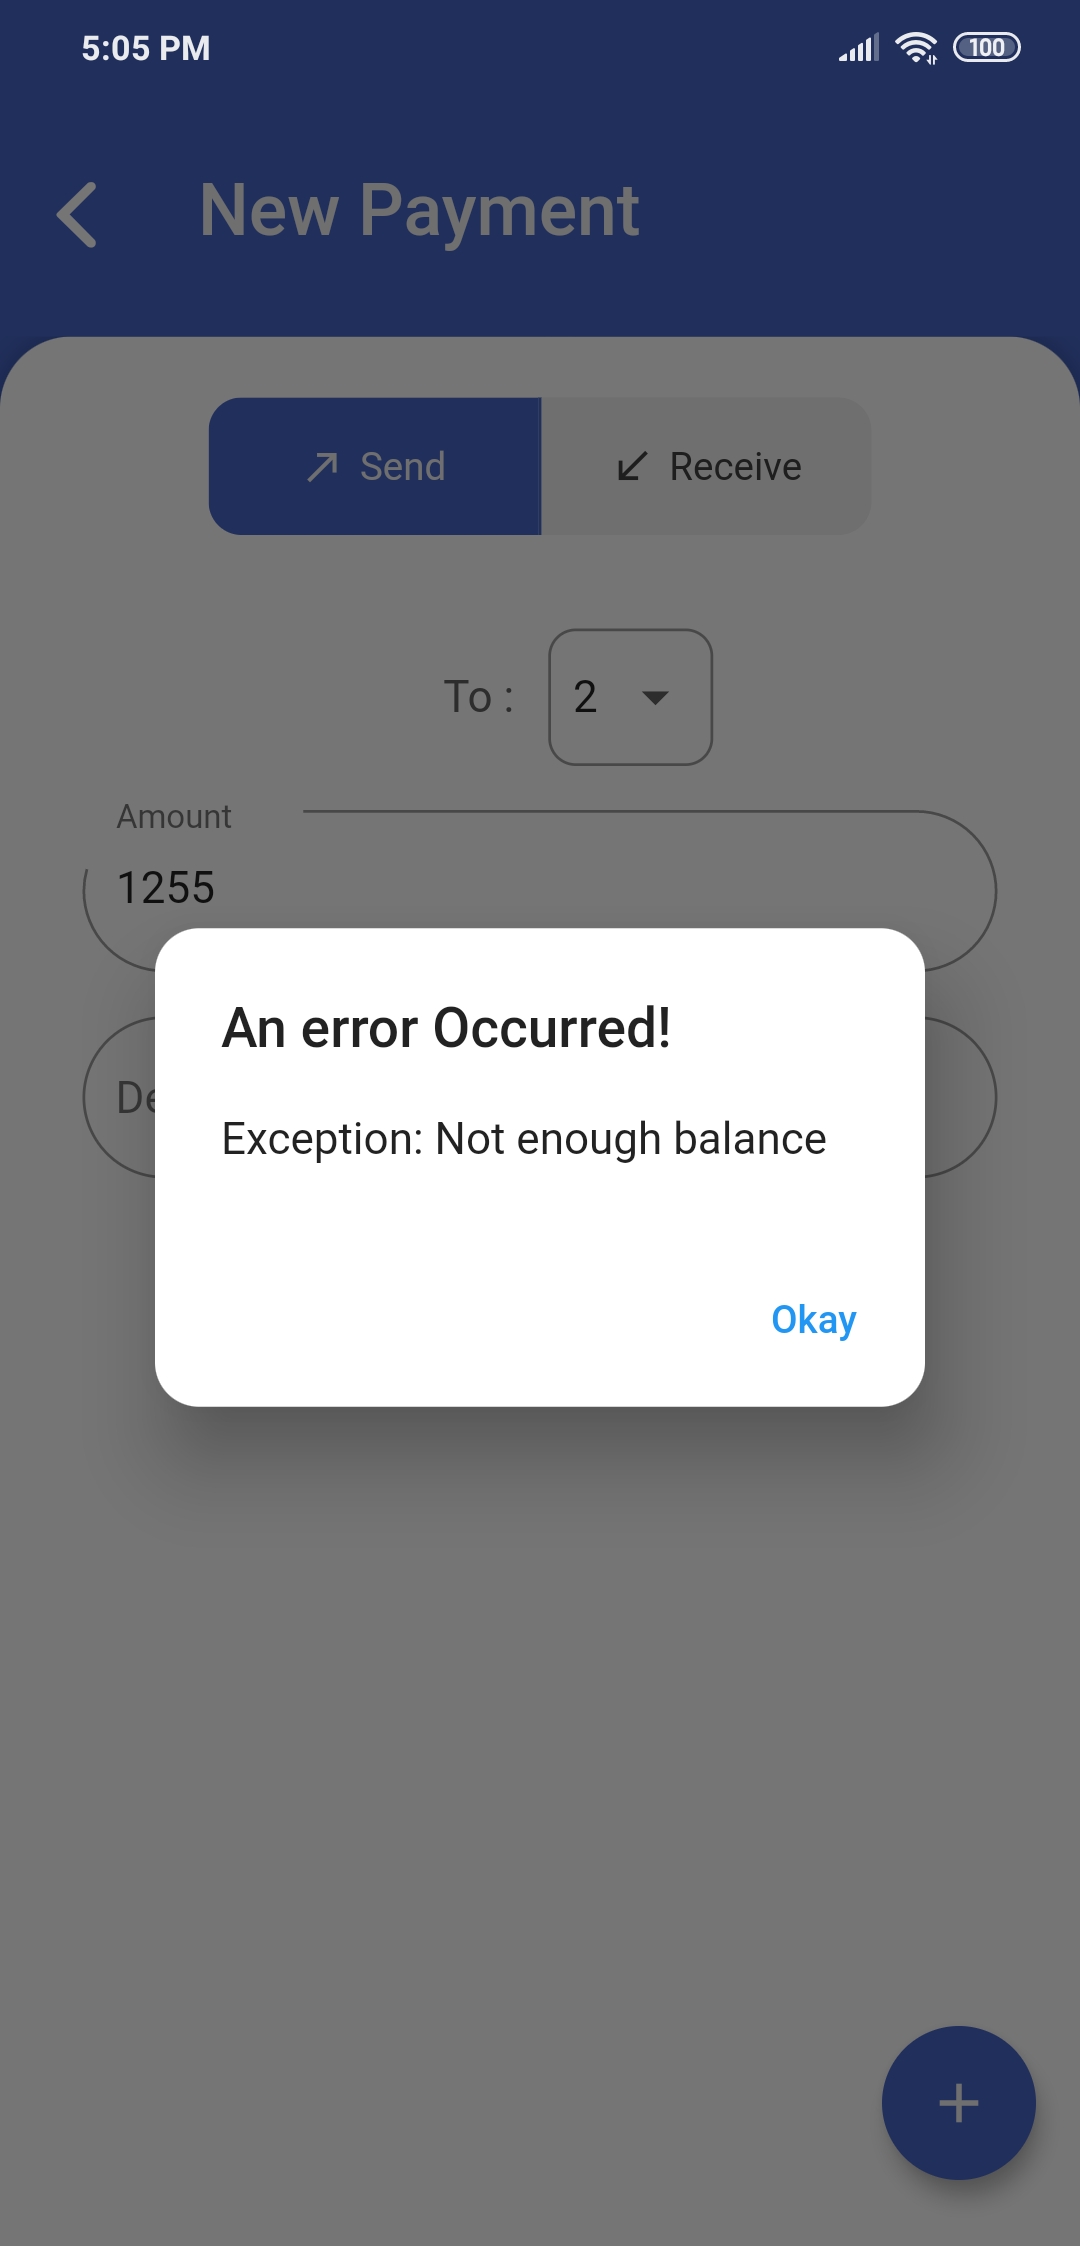 5:05 PM
100
New Payment
Send
Receive
To :
2
Amount
1255
An error Occurred!
Exception: Not enough balance
Okay